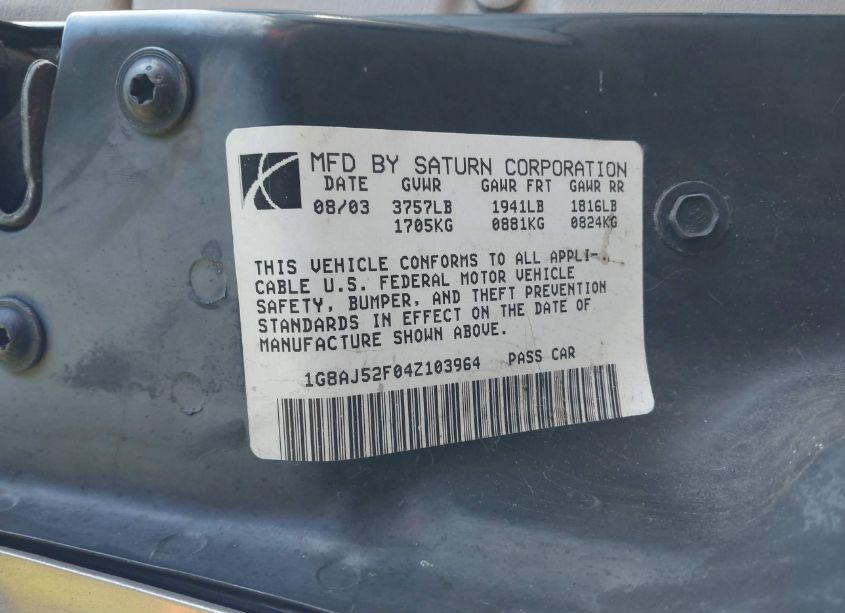 MFD BY SATURN CORPORATION
DATE GVWR GAWR FRT GAWR RR
08/03 3757LB 1941LB 1816LB
1705KG 0881KG 0824KG
THIS VEHICLE CONFORMS TO ALL APPLI-
CABLE U.S. FEDERAL MOTOR VEHICLE
SAFETY, BUMPER, AND THEFT PREVENTION
STANDARDS IN EFFECT ON THE DATE OF
MANUFACTURE SHOWN ABOVE.
1G8AJ52F04Z103964 PASS CAR